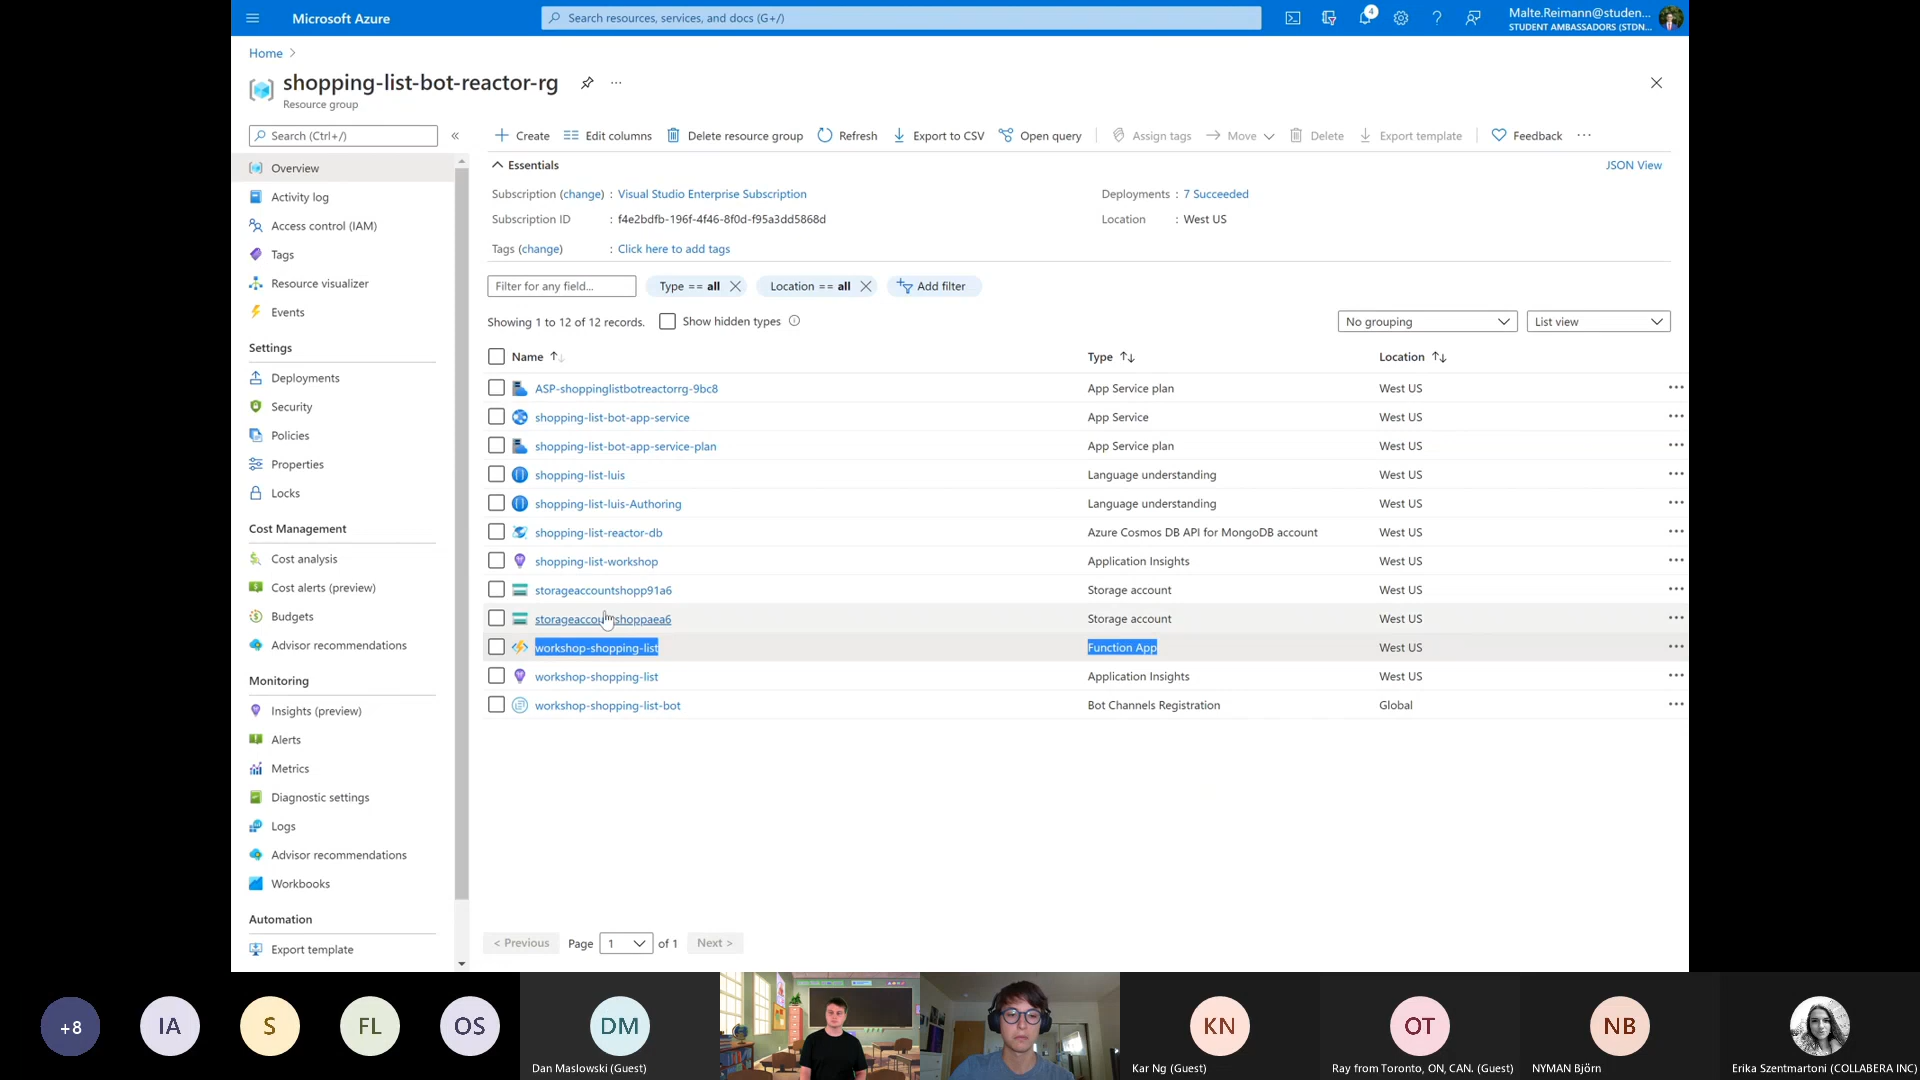 Microsoft Azure
Search resources, services, and docs (G+/)
4
Malte.Reimann@studen...
STUDENT AMBASSADORS (STDN...
Home
shopping-list-bot-reactor-rg
Resource group
Search (Ctrl+/)
Create
Edit columns
Delete resource group
Refresh
Export to CSV
Open query
Assign tags
Move
Delete
Export template
Feedback
Overview
Activity log
Access control (IAM)
Tags
Resource visualizer
Events
Settings
Deployments
Security
Policies
Properties
Locks
Cost Management
Cost analysis
Cost alerts (preview)
Budgets
Advisor recommendations
Monitoring
Insights (preview)
Alerts
Metrics
Diagnostic settings
Logs
Advisor recommendations
Workbooks
Automation
Export template
Essentials
JSON View
Subscription (change) : Visual Studio Enterprise Subscription
Deployments : 7 Succeeded
Subscription ID : f4e2bdfb-196f-4f46-8f0d-f95a3dd5868d
Location : West US
Tags (change) : Click here to add tags
Filter for any field...
Type == all
Location == all
Add filter
Showing 1 to 12 of 12 records.
Show hidden types
No grouping
List view
Name Type Location
ASP-shoppinglistbotreactorrg-9bc8 App Service plan West US
shopping-list-bot-app-service App Service West US
shopping-list-bot-app-service-plan App Service plan West US
shopping-list-luis Language understanding West US
shopping-list-luis-Authoring Language understanding West US
shopping-list-reactor-db Azure Cosmos DB API for MongoDB account West US
shopping-list-workshop Application Insights West US
storageaccountshopp91a6 Storage account West US
storageaccountshoppaea6 Storage account West US
workshop-shopping-list Function App West US
workshop-shopping-list Application Insights West US
workshop-shopping-list-bot Bot Channels Registration Global
< Previous Page 1 of 1 Next >
+8
IA
S
FL
OS
DM
Dan Maslowski (Guest)
KN
Kar Ng (Guest)
OT
Ray from Toronto, ON, CAN. (Guest)
NB
NYMAN Björn
Erika Szentmartoni (COLLABERA INC)